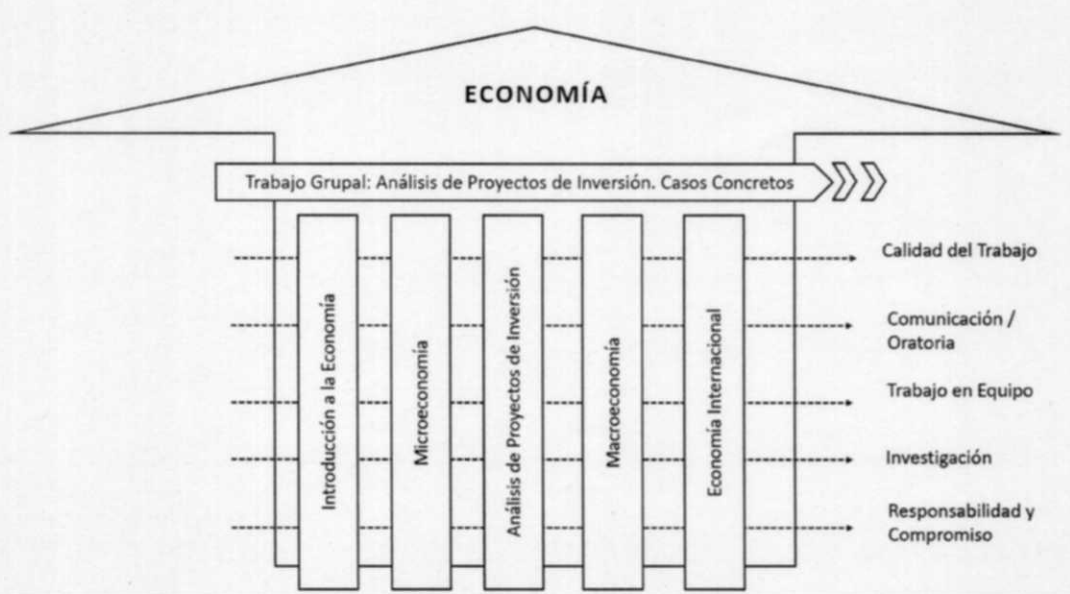 ECONOMÍA
Trabajo Grupal: Análisis de Proyectos de Inversión. Casos Concretos
Introducción a la Economía
Microeconomía
Análisis de Proyectos de Inversión
Macroeconomía
Economía Internacional
Calidad del Trabajo
Comunicación /
Oratoria
Trabajo en Equipo
Investigación
Responsabilidad y
Compromiso